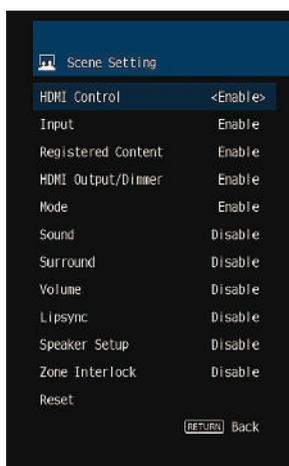 Scene Setting
HDMI Control <Enable>
Input Enable
Registered Content Enable
HDMI Output/Dimmer Enable
Mode Enable
Sound Disable
Surround Disable
Volume Disable
Lipsync Disable
Speaker Setup Disable
Zone Interlock Disable
Reset
RETURN Back